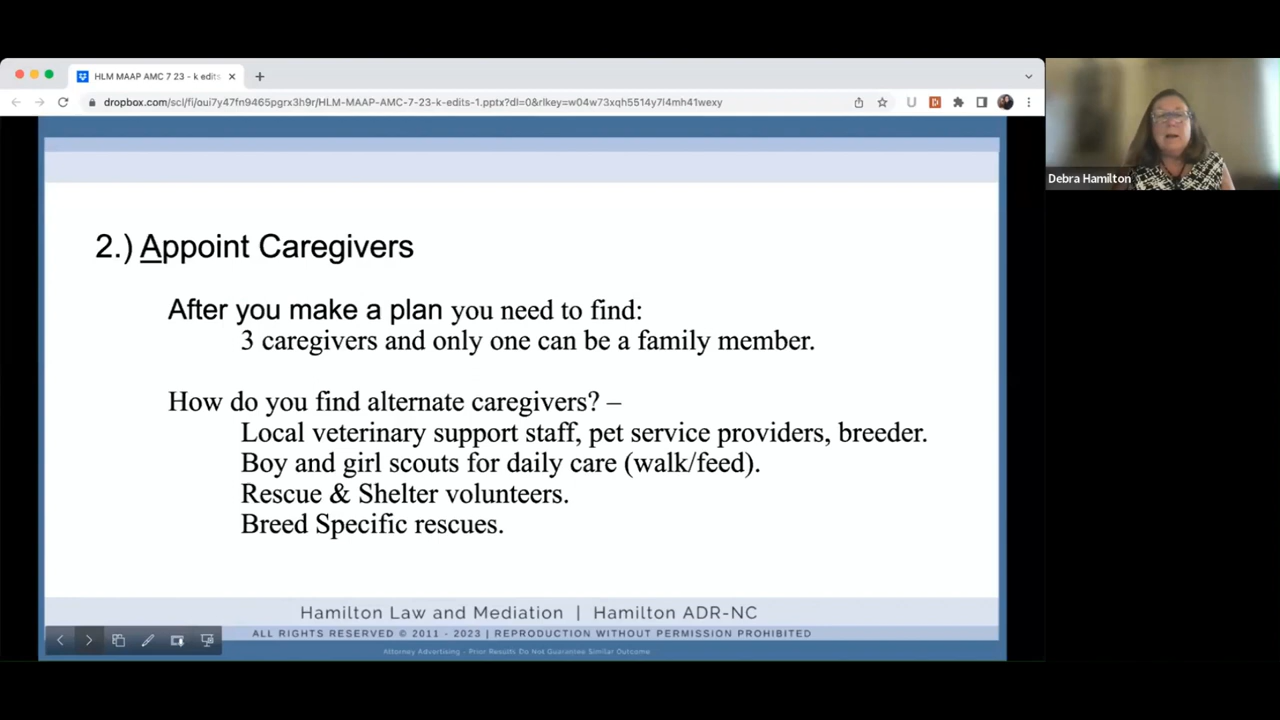 HLM MAAP AMC 7 23 - k edits
dropbox.com/scl/fi/oui7y47fn9465pgrx3h9r/HLM-MAAP-AMC-7-23-k-edits-1.pptx?dl=0&rlkey=w04w73xqh5514y7l4mh41wexy
Debra Hamilton
2.) Appoint Caregivers
After you make a plan you need to find:
3 caregivers and only one can be a family member.
How do you find alternate caregivers? –
Local veterinary support staff, pet service providers, breeder.
Boy and girl scouts for daily care (walk/feed).
Rescue & Shelter volunteers.
Breed Specific rescues.
Hamilton Law and Mediation | Hamilton ADR-NC
ALL RIGHTS RESERVED © 2011 - 2023 | REPRODUCTION WITHOUT PERMISSION PROHIBITED
Attorney Advertising - Prior Results Do Not Guarantee Similar Outcome